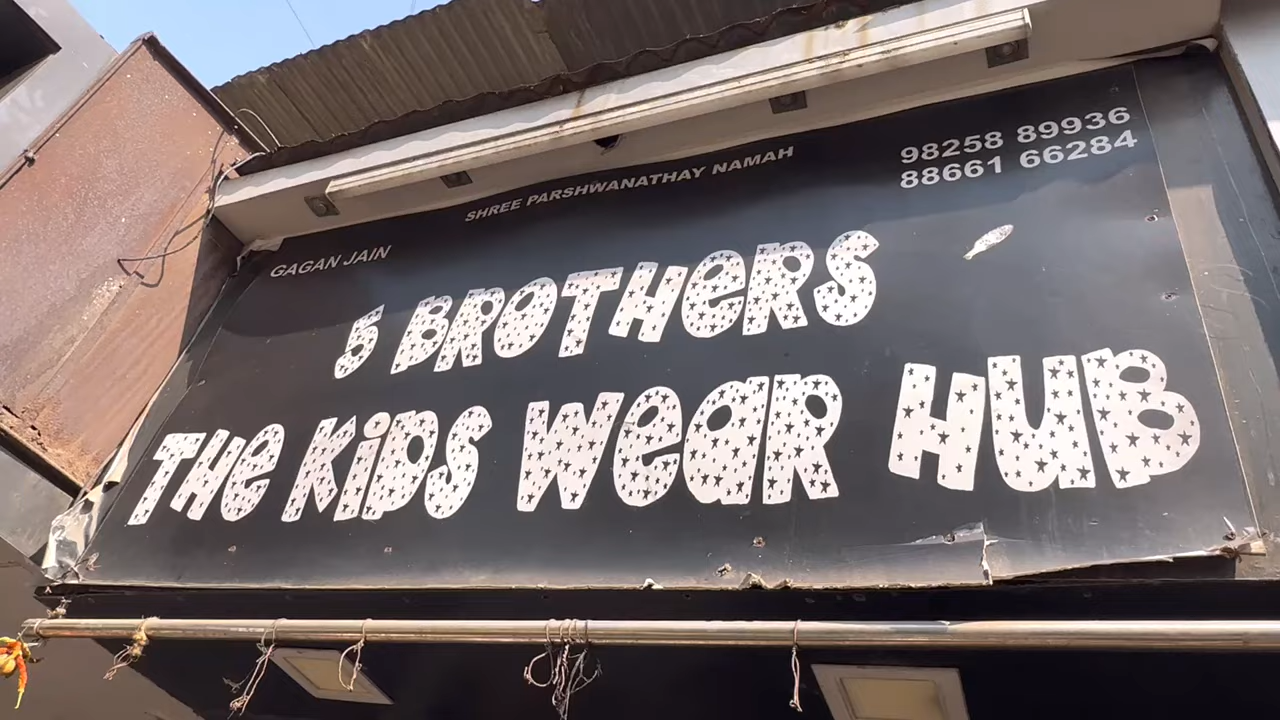 SHREE PARSHWANATHAY NAMAH
98258 89936
88661 66284
GAGAN JAIN
5 BROTHERS
THE KIDS WEAR HUB